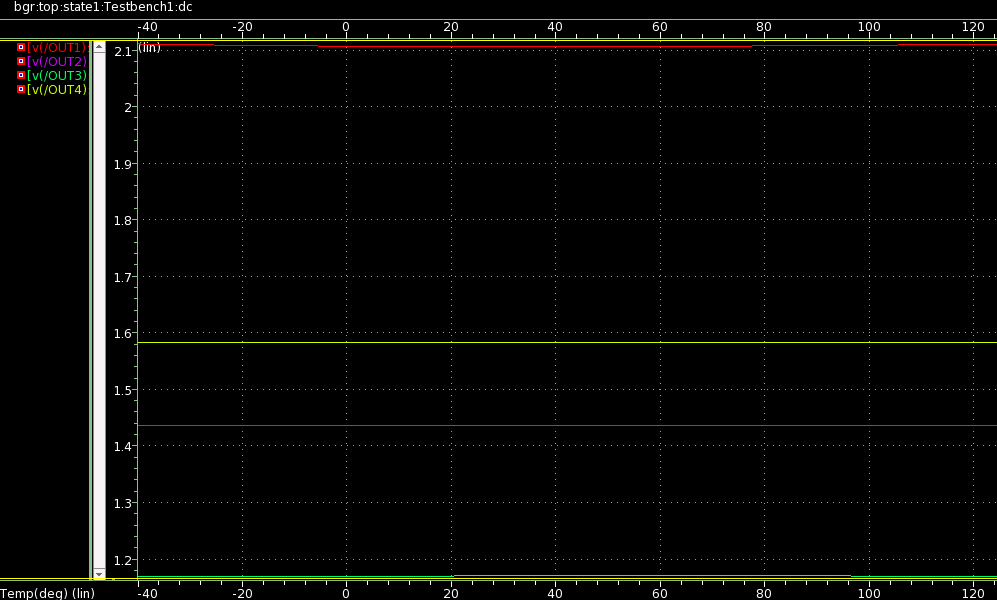 bgr:top:state1:Testbench1:dc
-40 -20 0 20 40 60 80 100 120
[v(/OUT1)
[v(/OUT2)
[v(/OUT3)
[v(/OUT4)
(lin)
2.1
2
1.9
1.8
1.7
1.6
1.5
1.4
1.3
1.2
Temp(deg) (lin) -40 -20 0 20 40 60 80 100 120